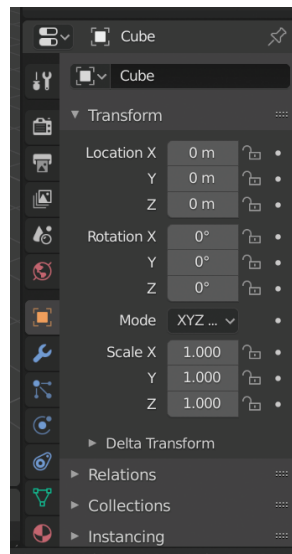 Cube
Cube
Transform
Location X 0 m
Y 0 m
Z 0 m
Rotation X 0°
Y 0°
Z 0°
Mode XYZ ...
Scale X 1.000
Y 1.000
Z 1.000
Delta Transform
Relations
Collections
Instancing